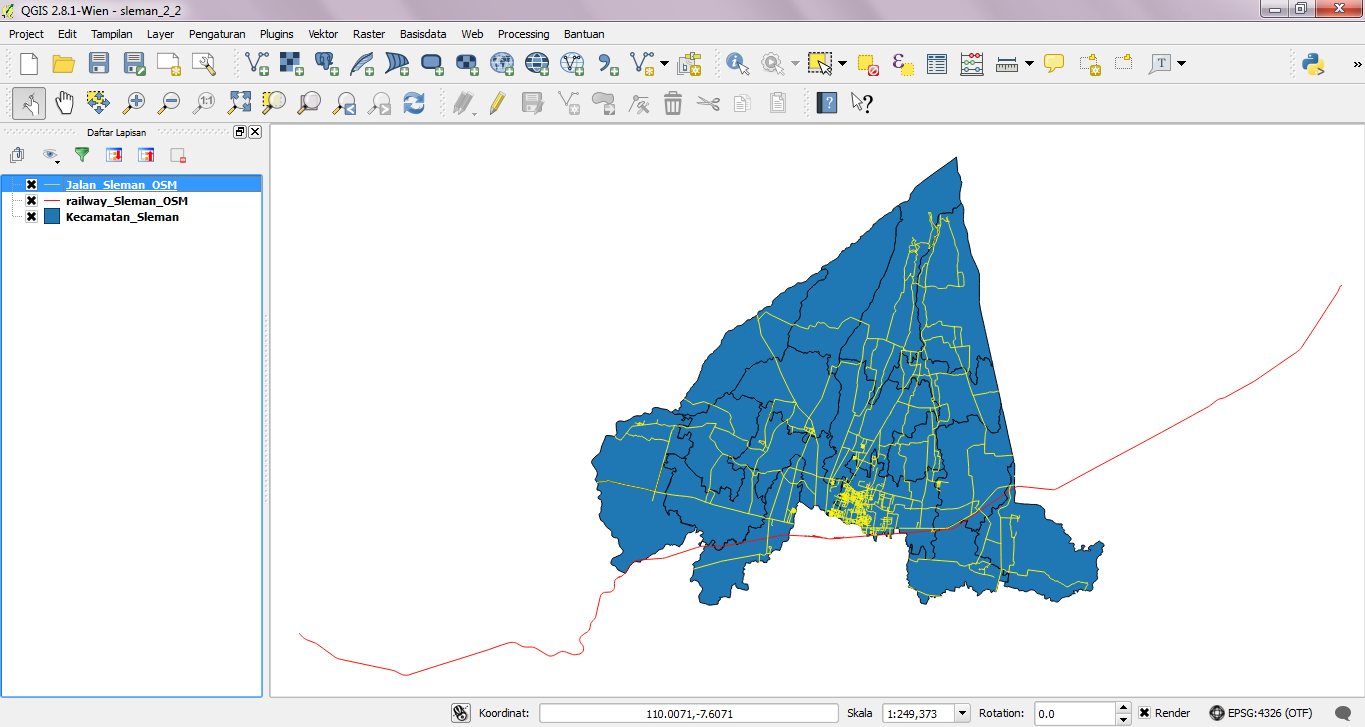 QGIS 2.8.1-Wien - sleman_2_2
Project Edit Tampilan Layer Pengaturan Plugins Vektor Raster Basisdata Web Processing Bantuan
1:1
T
»
?
?
Daftar Lapisan
Jalan_Sleman_OSM
railway_Sleman_OSM
Kecamatan_Sleman
Koordinat: 110.0071,-7.6071 Skala 1:249,373 Rotation: 0.0 Render EPSG:4326 (OTF)